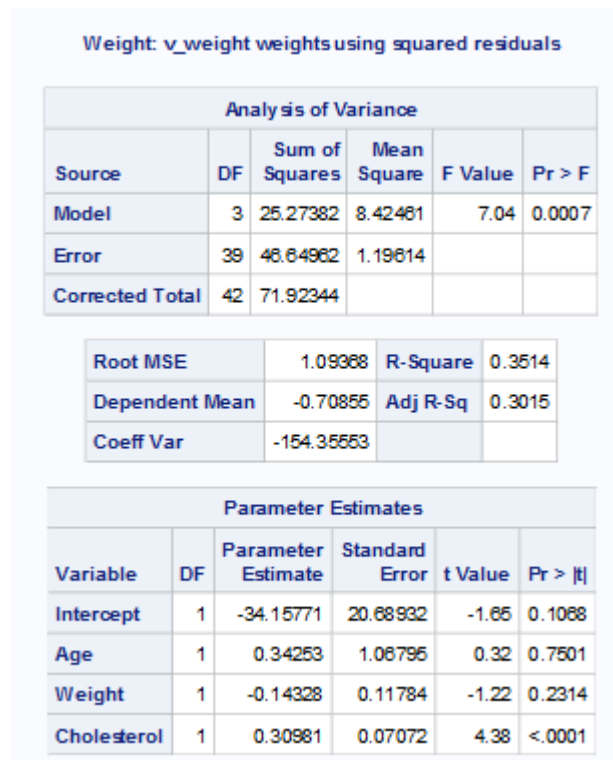 Weight: v_weight weights using squared residuals
Analysis of Variance
Source DF Sum of Squares Mean Square F Value Pr > F
Model 3 25.27382 8.42461 7.04 0.0007
Error 39 46.64962 1.19614
Corrected Total 42 71.92344
Root MSE 1.09368 R-Square 0.3514
Dependent Mean -0.70855 Adj R-Sq 0.3015
Coeff Var -154.35553
Parameter Estimates
Variable DF Parameter Estimate Standard Error t Value Pr > |t|
Intercept 1 -34.15771 20.68932 -1.65 0.1068
Age 1 0.34253 1.06795 0.32 0.7501
Weight 1 -0.14328 0.11784 -1.22 0.2314
Cholesterol 1 0.30981 0.07072 4.38 <.0001